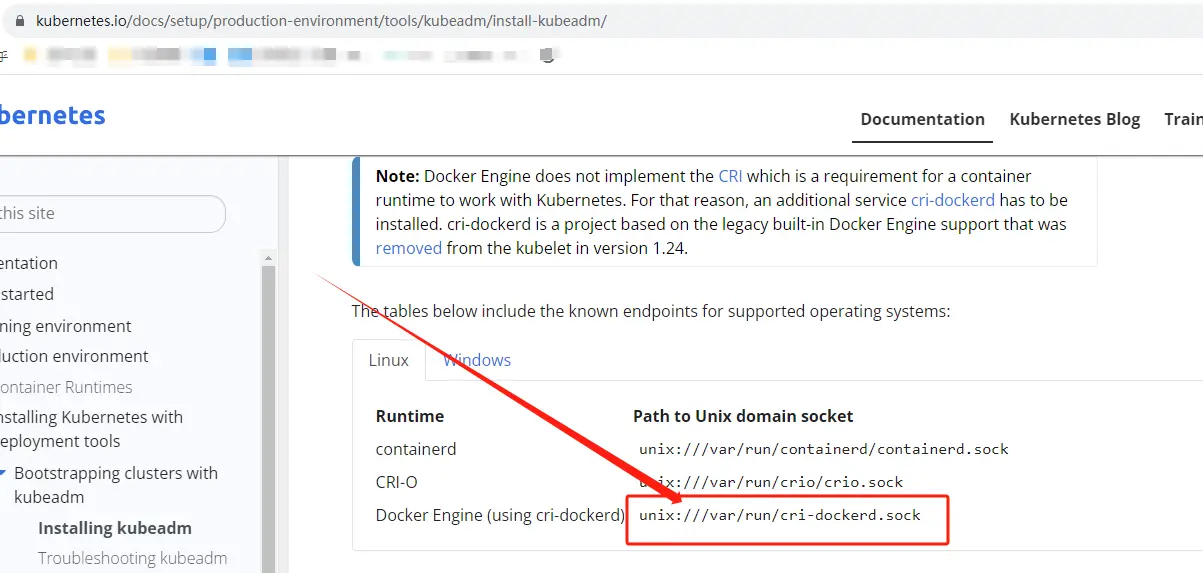 kubernetes.io/docs/setup/production-environment/tools/kubeadm/install-kubeadm/
bernetes
Documentation Kubernetes Blog Train
Note: Docker Engine does not implement the CRI which is a requirement for a container
runtime to work with Kubernetes. For that reason, an additional service cri-dockerd has to be
installed. cri-dockerd is a project based on the legacy built-in Docker Engine support that was
removed from the kubelet in version 1.24.
this site
entation
started
ning environment
duction environment
ontainer Runtimes
nstalling Kubernetes with
eployment tools
Bootstrapping clusters with
kubeadm
Installing kubeadm
Troubleshooting kubeadm
The tables below include the known endpoints for supported operating systems:
Linux Windows
Runtime Path to Unix domain socket
containerd unix:///var/run/containerd/containerd.sock
CRI-O unix:///var/run/crio/crio.sock
Docker Engine (using cri-dockerd) unix:///var/run/cri-dockerd.sock